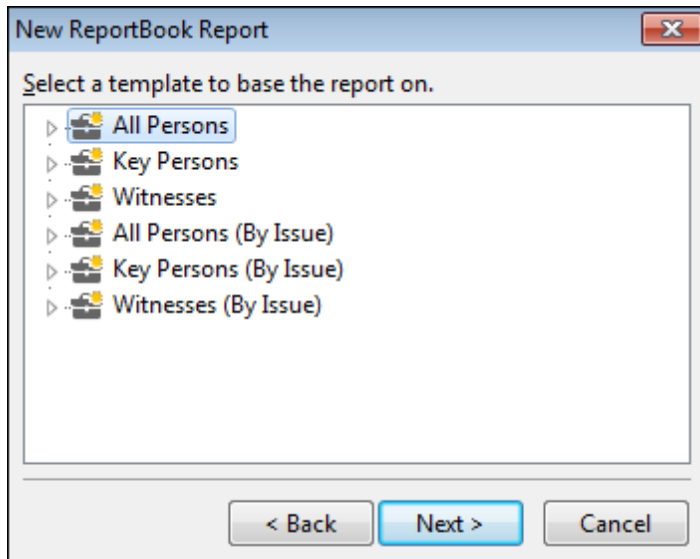 New ReportBook Report
Select a template to base the report on.
All Persons
Key Persons
Witnesses
All Persons (By Issue)
Key Persons (By Issue)
Witnesses (By Issue)
< Back Next > Cancel